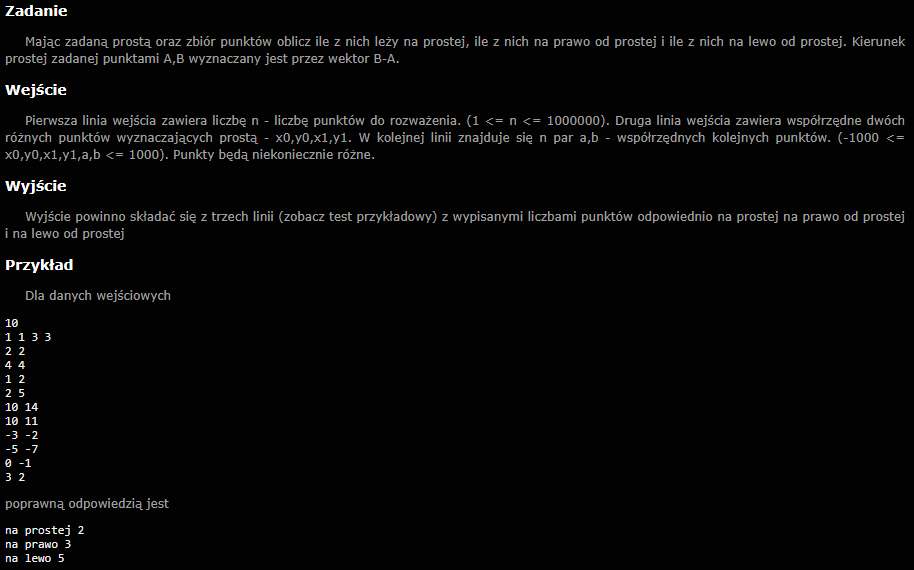 Zadanie
Mając zadaną prostą oraz zbiór punktów oblicz ile z nich leży na prostej, ile z nich na prawo od prostej i ile z nich na lewo od prostej. Kierunek
prostej zadanej punktami A,B wyznaczany jest przez wektor B-A.
Wejście
Pierwsza linia wejścia zawiera liczbę n - liczbę punktów do rozważenia. (1 <= n <= 1000000). Druga linia wejścia zawiera współrzędne dwóch
różnych punktów wyznaczających prostą - x0,y0,x1,y1. W kolejnej linii znajduje się n par a,b - współrzędnych kolejnych punktów. (-1000 <=
x0,y0,x1,y1,a,b <= 1000). Punkty będą niekoniecznie różne.
Wyjście
Wyjście powinno składać się z trzech linii (zobacz test przykładowy) z wypisanymi liczbami punktów odpowiednio na prostej na prawo od prostej
i na lewo od prostej
Przykład
Dla danych wejściowych
10
1 1 3 3
2 2
4 4
1 2
2 5
10 14
10 11
-3 -2
-5 -7
0 -1
3 2
poprawną odpowiedzią jest
na prostej 2
na prawo 3
na lewo 5